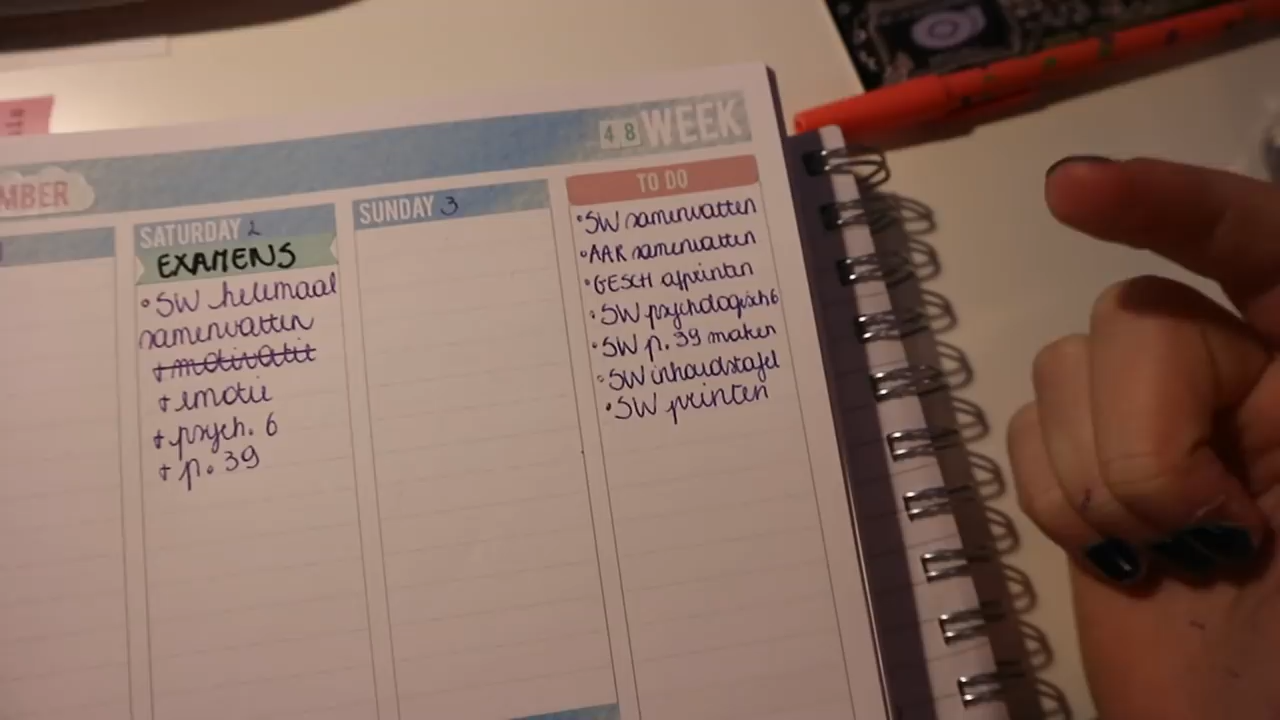 48 WEEK
MBER
SATURDAY 2
EXAMENS
• SW helemaal
samenvatten
+ motivatie
+ emotie
+ psych. 6
+ p. 39
SUNDAY 3
TO DO
• SW samenvatten
• AAR samenvatten
• GESCH afprinten
• SW psychologisch 6
• SW p. 39 maken
• SW inhoudstafel
• SW printen